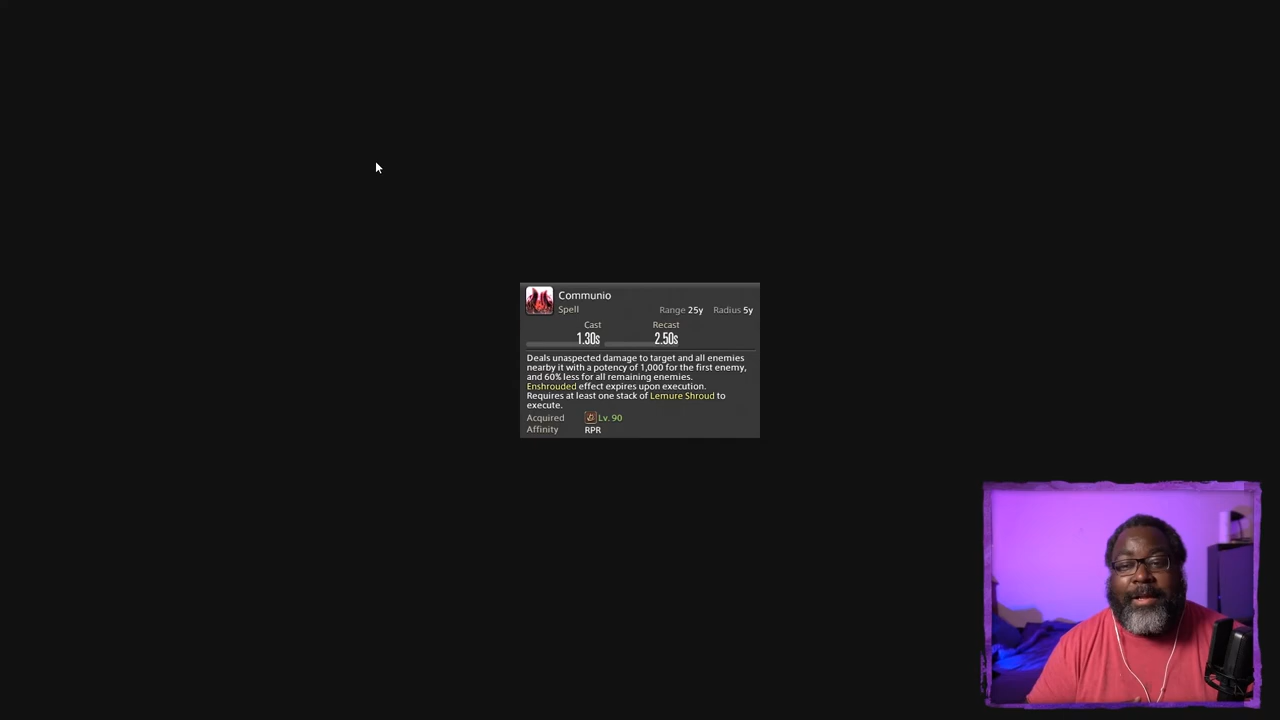 Communio
Spell
Range 25y Radius 5y
Cast Recast
1.30s 2.50s
Deals unaspected damage to target and all enemies
nearby it with a potency of 1,000 for the first enemy,
and 60% less for all remaining enemies.
Enshrouded effect expires upon execution.
Requires at least one stack of Lemure Shroud to
execute.
Acquired Lv. 90
Affinity RPR